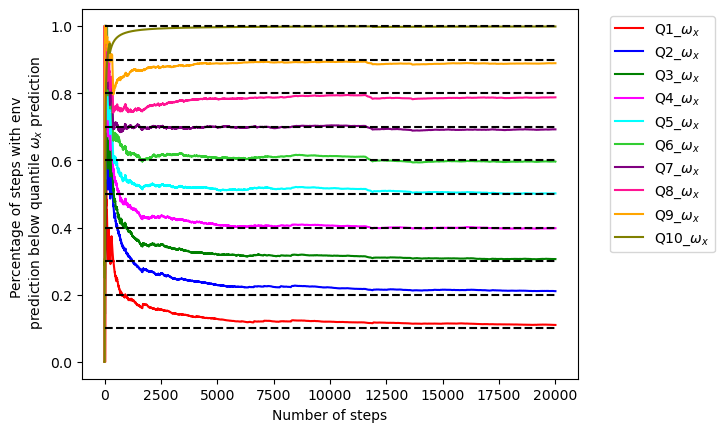 Percentage of steps with env
prediction below quantile ωₓ prediction
1.0
0.8
0.6
0.4
0.2
0.0
0
2500
5000
7500
10000
12500
15000
17500
20000
Number of steps
Q1_ωₓ
Q2_ωₓ
Q3_ωₓ
Q4_ωₓ
Q5_ωₓ
Q6_ωₓ
Q7_ωₓ
Q8_ωₓ
Q9_ωₓ
Q10_ωₓ